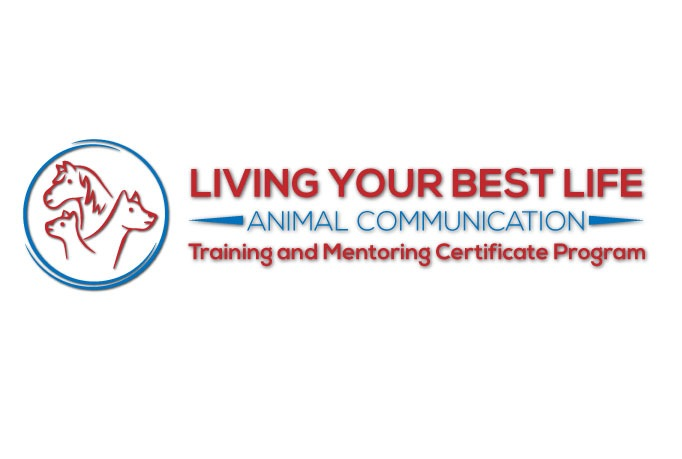 LIVING YOUR BEST LIFE
ANIMAL COMMUNICATION
Training and Mentoring Certificate Program